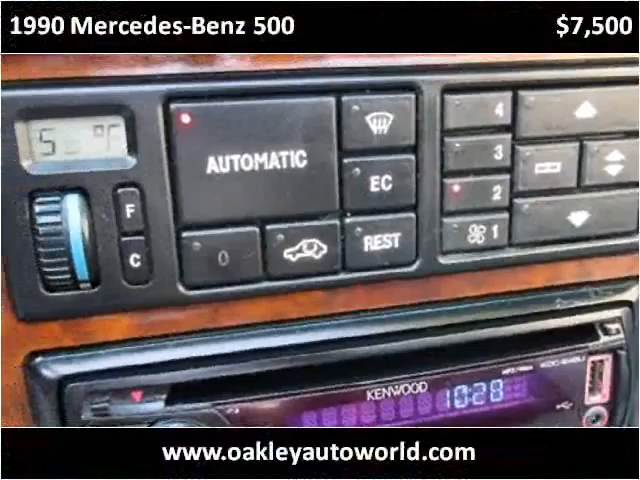 1990 Mercedes-Benz 500 $7,500
5 °F
AUTOMATIC
EC
REST
0
F
C
4
3
2
1
KENWOOD
10:28
www.oakleyautoworld.com